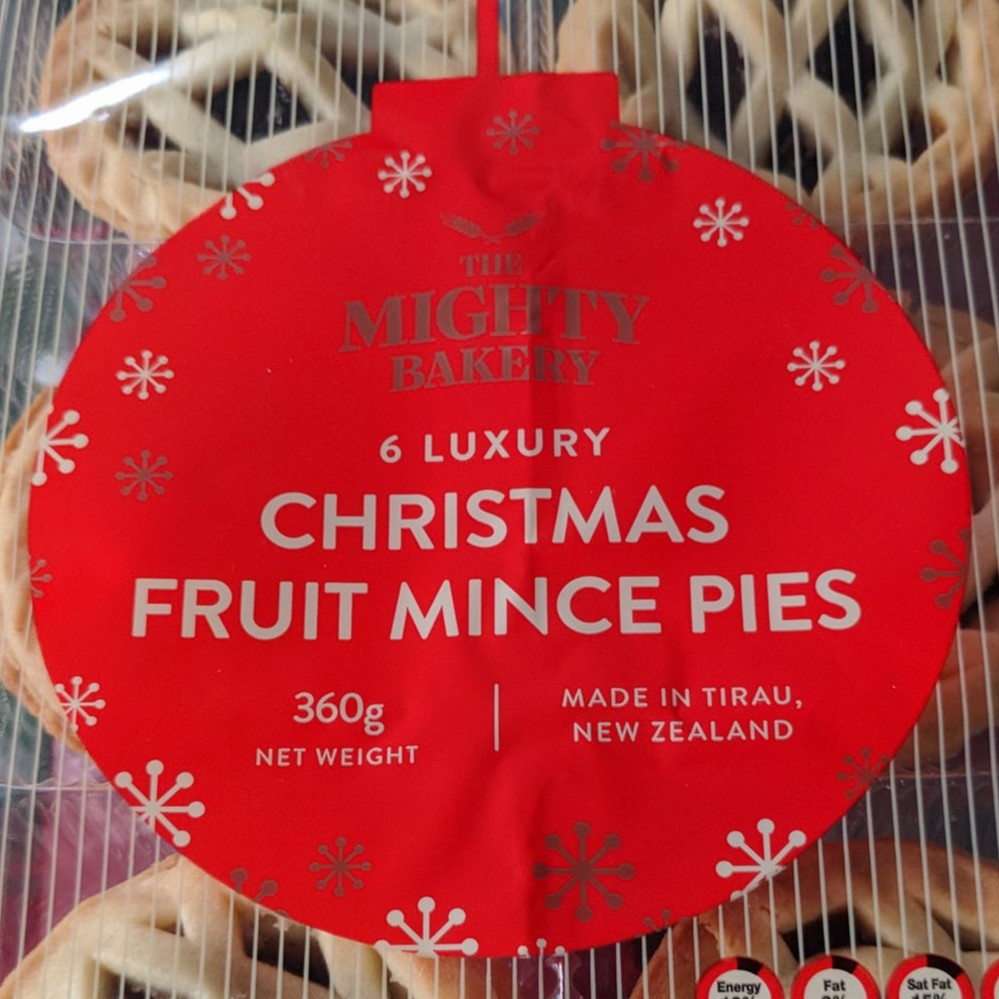 THE
MIGHTY
BAKERY
6 LUXURY
CHRISTMAS
FRUIT MINCE PIES
360g
NET WEIGHT
MADE IN TIRAU,
NEW ZEALAND
Energy
Fat
Sat Fat